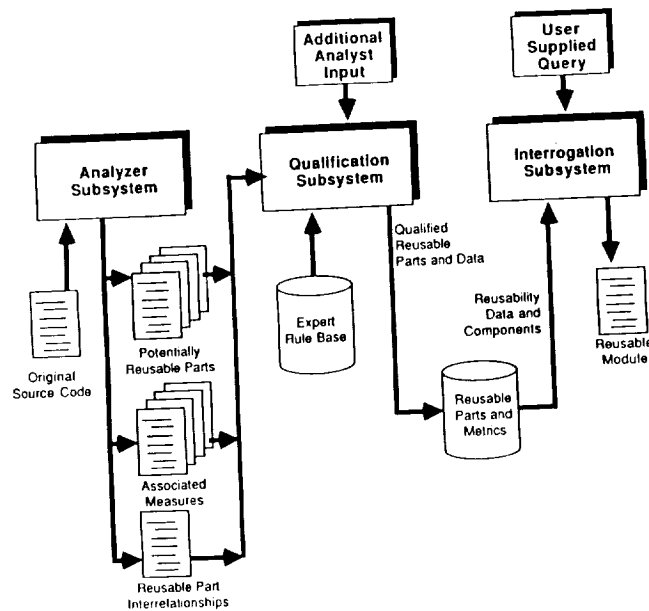 Additional
Analyst
Input
User
Supplied
Query
Analyzer
Subsystem
Qualification
Subsystem
Interrogation
Subsystem
Original
Source Code
Potentially
Reusable Parts
Associated
Measures
Reusable Part
Interrelationships
Expert
Rule Base
Qualified
Reusable
Parts and Data
Reusable
Parts and
Metrics
Reusability
Data and
Components
Reusable
Module